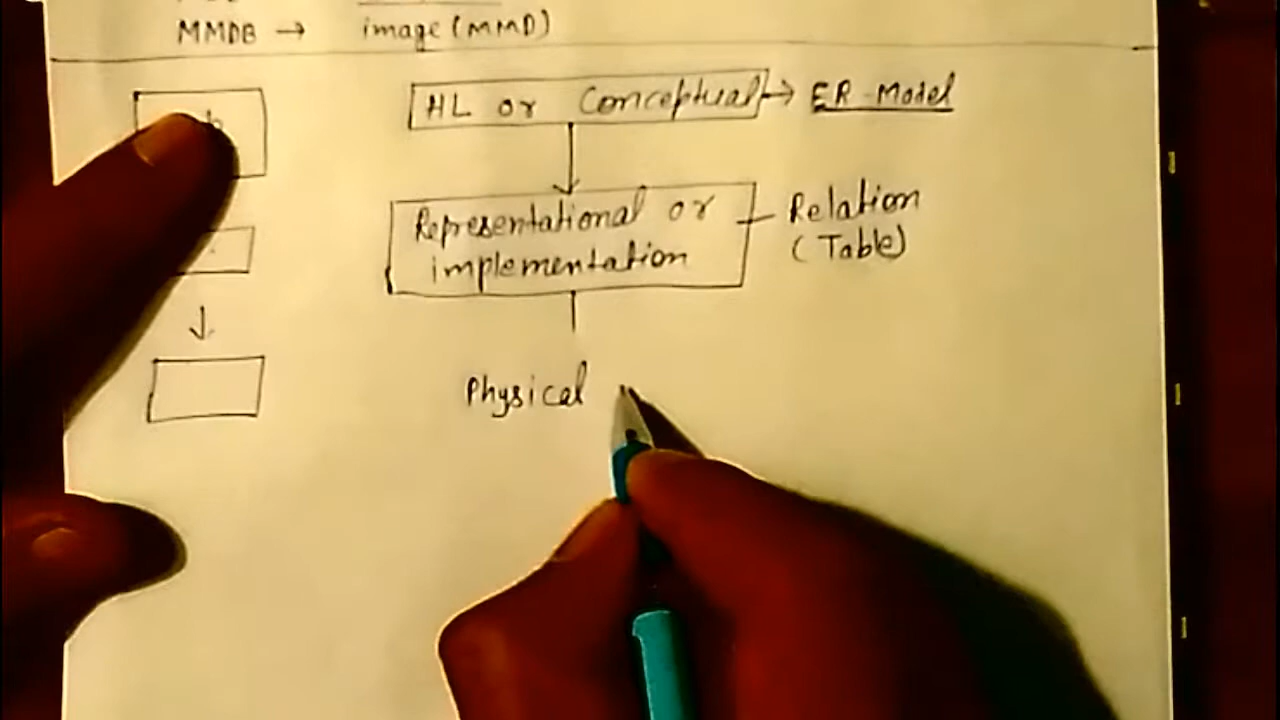 MMDB → image (MMD)
HL or Conceptual → ER-Model
Representational or
implementation
Relation
(Table)
Physical